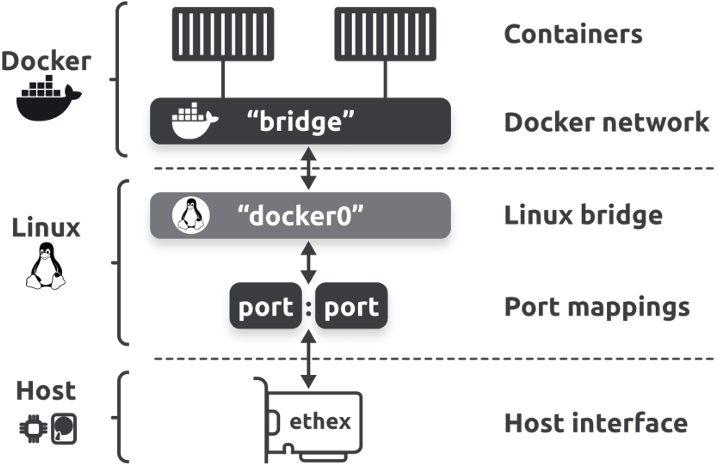 Containers
Docker
“bridge”
Docker network
Linux
“docker0”
Linux bridge
port : port
Port mappings
Host
ethex
Host interface